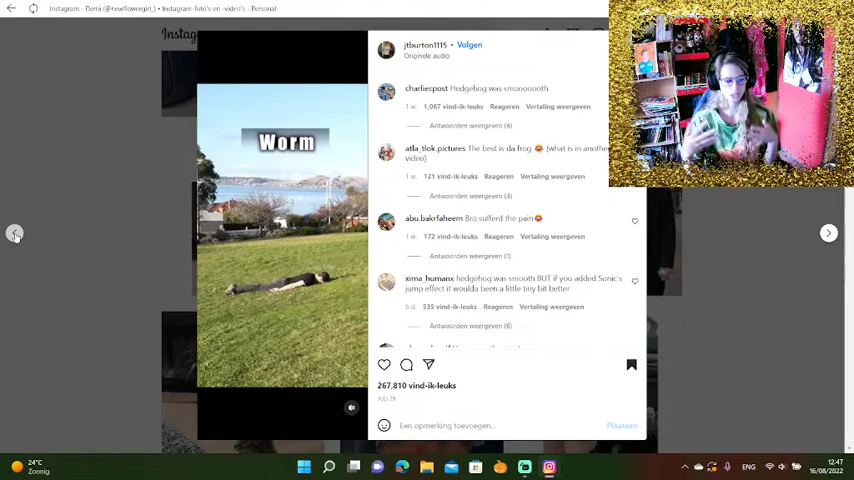 Instagram - Demi (@newflowergirl_) • Instagram-foto's en -video's - Personal
Instag
jtburton1115 • Volgen
Originele audio
Worm
charliecpost Hedgehog was smooooooth
1 w. 1,067 vind-ik-leuks Reageren Vertaling weergeven
Antwoorden weergeven (4)
atla_tlok.pictures The best is da frog 😂 (what is in another
video)
1 w. 121 vind-ik-leuks Reageren Vertaling weergeven
Antwoorden weergeven (4)
abu.bakrfaheem Bro sufferd the pain😂
1 w. 172 vind-ik-leuks Reageren Vertaling weergeven
Antwoorden weergeven (1)
xima_humanx hedgehog was smooth BUT if you added Sonic's
jump effect it woulda been a little tiny bit better
6 d. 535 vind-ik-leuks Reageren Vertaling weergeven
Antwoorden weergeven (6)
267,810 vind-ik-leuks
JULI 29
Een opmerking toevoegen...
Plaatsen
24°C
Zonnig
12:47
16/08/2022